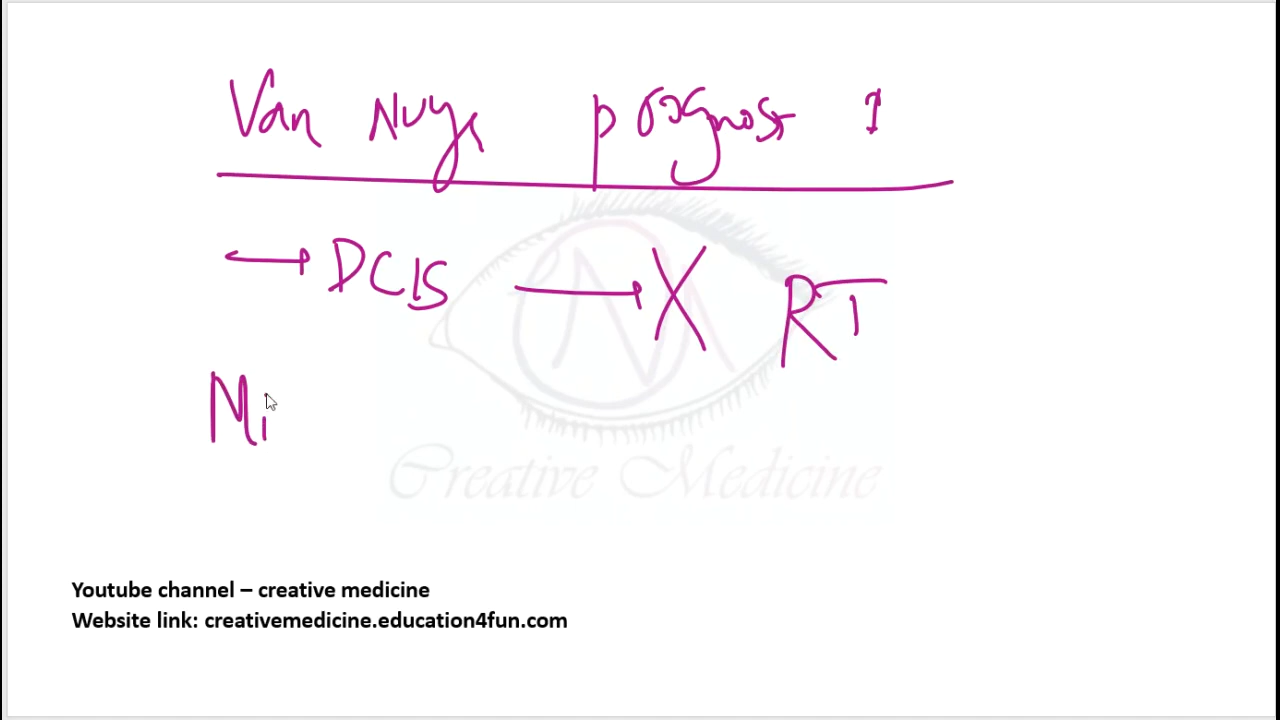 Van Nuys prognost I
→ DCIS → X RT
Mi
Creative Medicine
Youtube channel – creative medicine
Website link: creativemedicine.education4fun.com